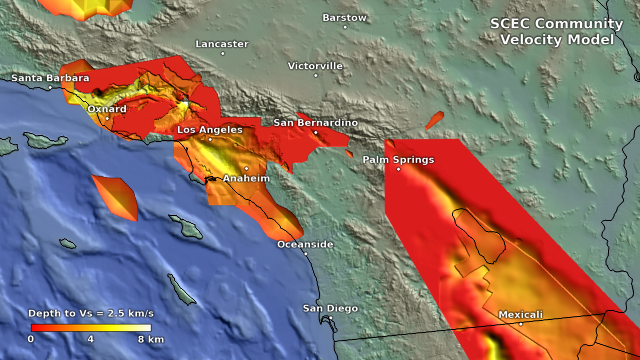 Barstow
SCEC Community
Velocity Model
Lancaster
Victorville
Santa Barbara
Oxnard
Los Angeles
San Bernardino
Palm Springs
Anaheim
Oceanside
San Diego
Mexicali
Depth to Vs = 2.5 km/s
0 4 8 km